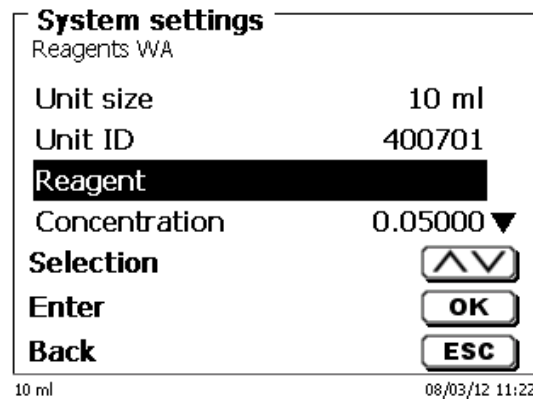 System settings
Reagents WA
Unit size 10 ml
Unit ID 400701
Reagent
Concentration 0.05000
Selection
Enter OK
Back ESC
10 ml 08/03/12 11:22